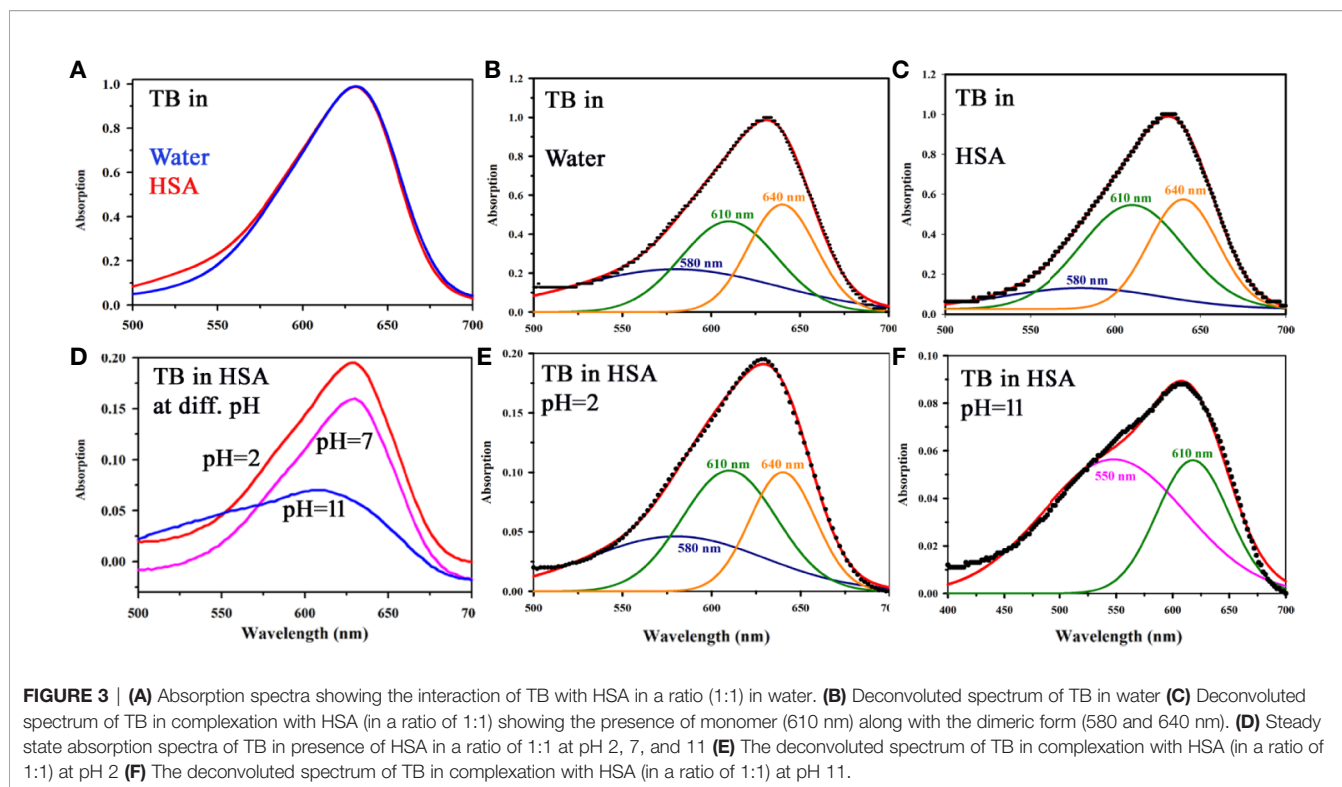 A
TB in
Water
HSA
Absorption
1.0
0.8
0.6
0.4
0.2
0.0
500
550
600
650
700
B
TB in
Water
Absorption
1.2
1.0
0.8
0.6
0.4
0.2
0.0
640 nm
610 nm
580 nm
500
550
600
650
700
C
TB in
HSA
Absorption
1.2
1.0
0.8
0.6
0.4
0.2
0.0
640 nm
610 nm
580 nm
500
550
600
650
700
D
TB in HSA
at diff. pH
pH=2
pH=7
pH=11
Absorption
0.20
0.15
0.10
0.05
0.00
500
550
600
650
70
Wavelength (nm)
E
TB in HSA
pH=2
Absorption
0.20
0.15
0.10
0.05
0.00
610 nm
640 nm
580 nm
500
550
600
650
70
Wavelength (nm)
F
TB in HSA
pH=11
Absorption
0.10
0.08
0.06
0.04
0.02
0.00
550 nm
610 nm
400
450
500
550
600
650
700
Wavelength (nm)
FIGURE 3 | (A) Absorption spectra showing the interaction of TB with HSA in a ratio (1:1) in water. (B) Deconvoluted spectrum of TB in water (C) Deconvoluted
spectrum of TB in complexation with HSA (in a ratio of 1:1) showing the presence of monomer (610 nm) along with the dimeric form (580 and 640 nm). (D) Steady
state absorption spectra of TB in presence of HSA in a ratio of 1:1 at pH 2, 7, and 11 (E) The deconvoluted spectrum of TB in complexation with HSA (in a ratio of
1:1) at pH 2 (F) The deconvoluted spectrum of TB in complexation with HSA (in a ratio of 1:1) at pH 11.